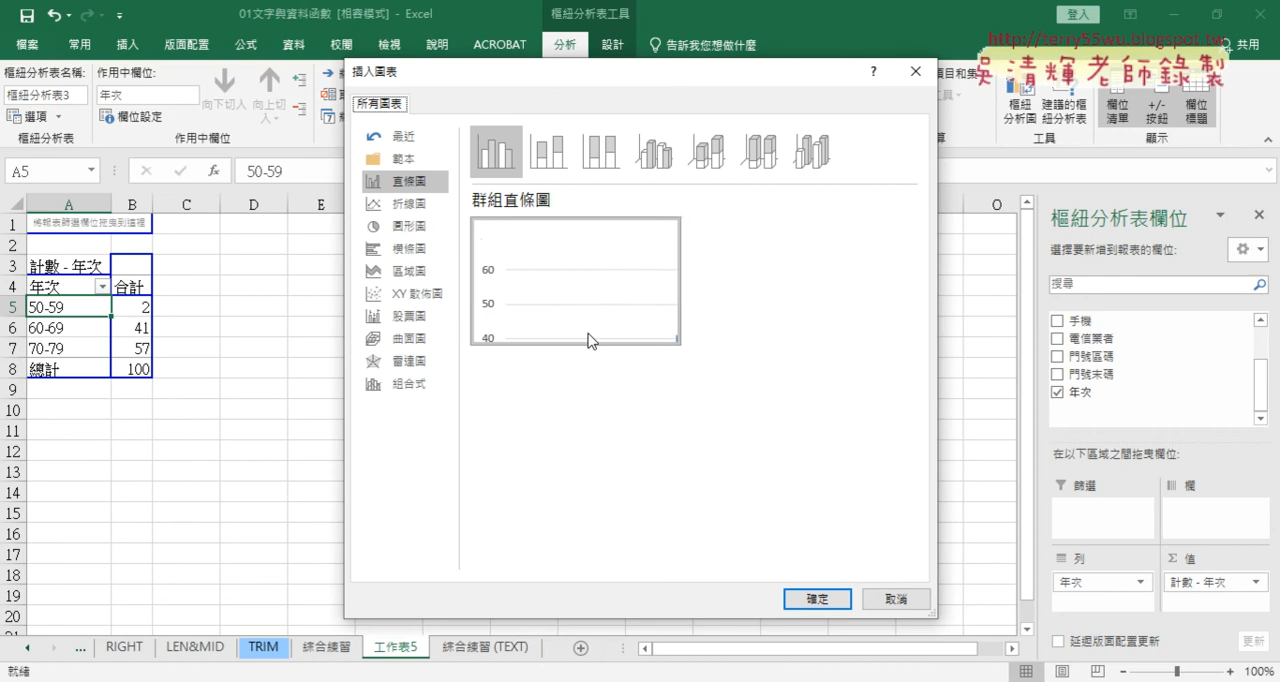 01文字與資料函數 [相容模式] - Excel
樞紐分析表工具
登入
檔案 常用 插入 版面配置 公式 資料 校閱 檢視 說明 ACROBAT 分析 設計 告訴我您想做什麼 共用
http://terry55wu.blogspot.tw
吳清輝老師錄製
樞紐分析表名稱: 作用中欄位:
樞紐分析表3 年次 向下切入 向上切入
選項 欄位設定
樞紐分析表 作用中欄位
樞紐分析圖 建議的樞紐分析表 欄位清單 +/- 按鈕 欄位標題
工具 顯示
A5 fx 50-59
A B C D E O
1 將報表篩選欄位拖曳到這裡
2
3 計數 - 年次
4 年次 合計
5 50-59 2
6 60-69 41
7 70-79 57
8 總計 100
9
10
11
12
13
14
15
16
17
18
19
20
插入圖表 ?
所有圖表
最近
範本
直條圖
折線圖
圓形圖
橫條圖
區域圖
XY 散佈圖
股票圖
曲面圖
雷達圖
組合式
群組直條圖
60
50
40
確定 取消
樞紐分析表欄位
選擇要新增到報表的欄位:
搜尋
手機
電信業者
門號區碼
門號末碼
年次
在以下區域之間拖曳欄位:
篩選 欄
列 Σ 值
年次 計數 - 年次
延遲版面配置更新 更新
... RIGHT LEN&MID TRIM 綜合練習 工作表5 綜合練習 (TEXT)
就緒 100%